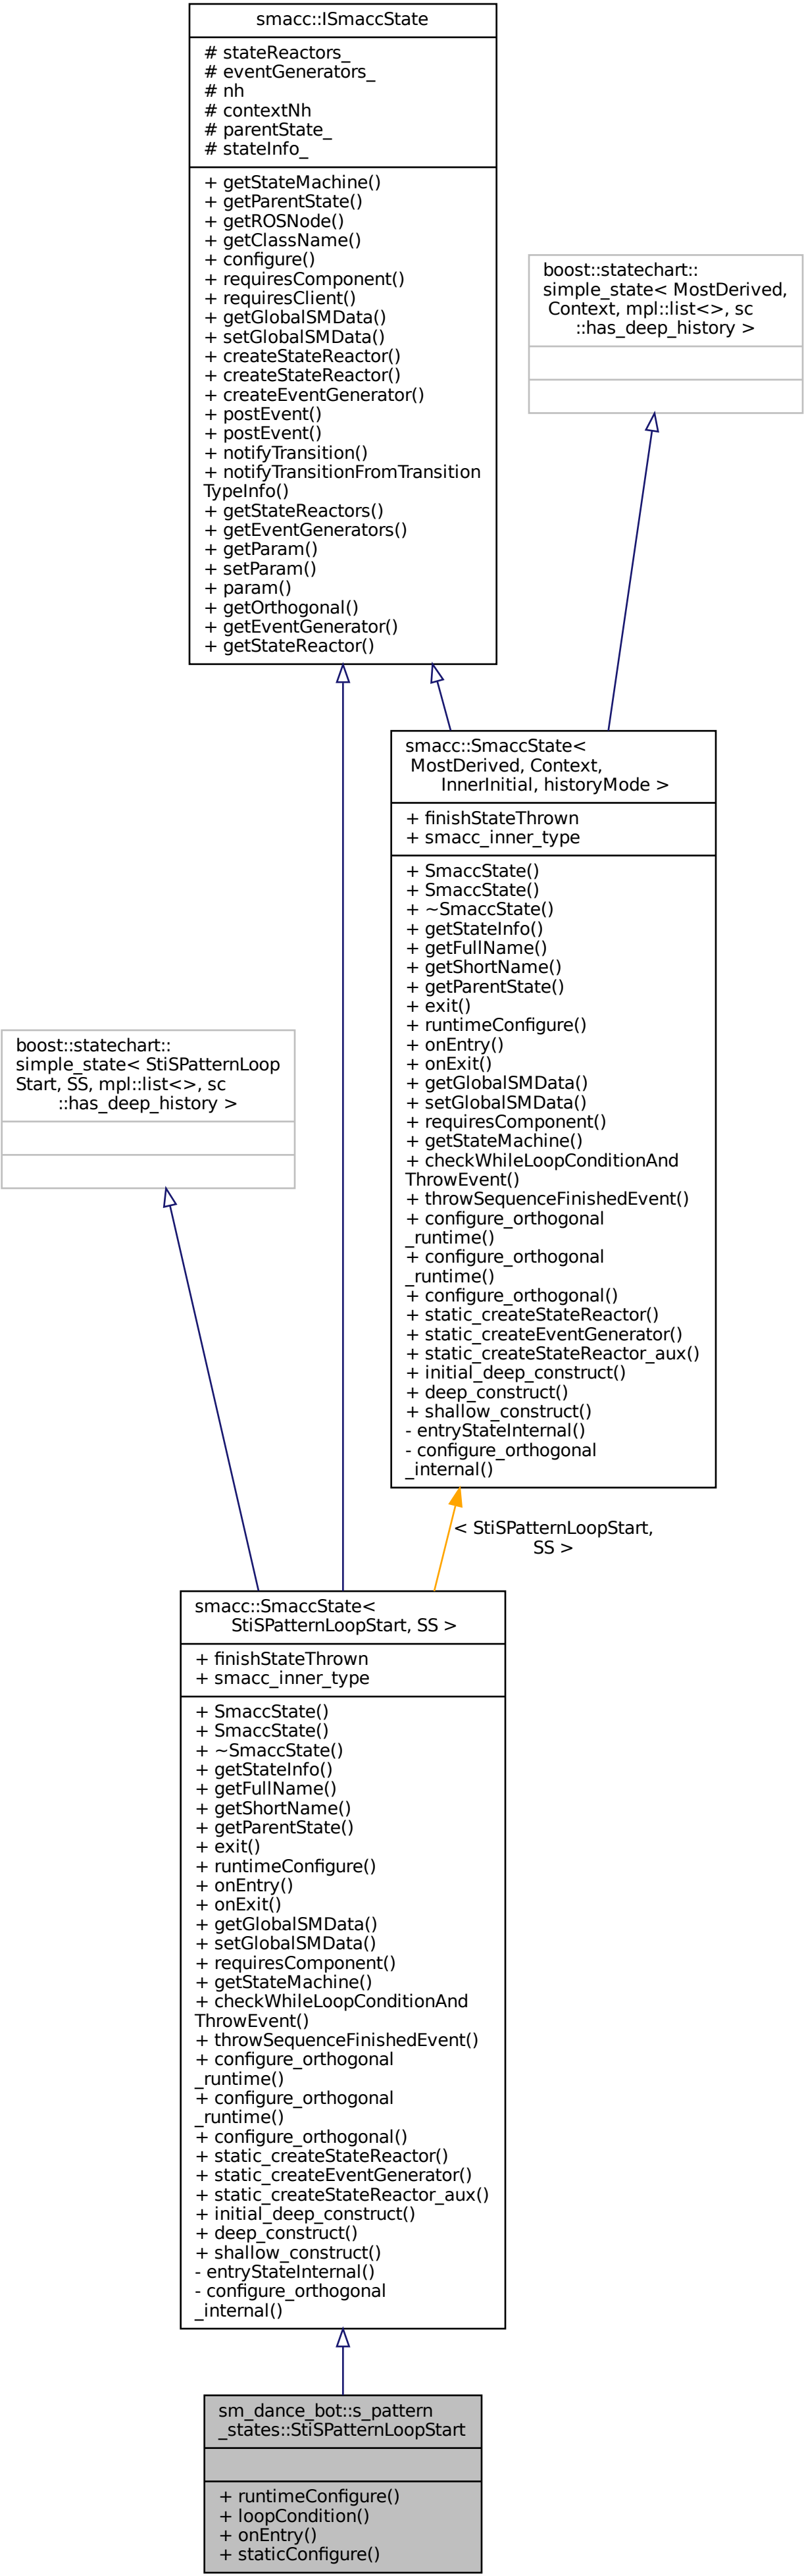 smacc::ISmaccState
# stateReactors_
# eventGenerators_
# nh
# contextNh
# parentState_
# stateInfo_
+ getStateMachine()
+ getParentState()
+ getROSNode()
+ getClassName()
+ configure()
+ requiresComponent()
+ requiresClient()
+ getGlobalSMData()
+ setGlobalSMData()
+ createStateReactor()
+ createStateReactor()
+ createEventGenerator()
+ postEvent()
+ postEvent()
+ notifyTransition()
+ notifyTransitionFromTransition
TypeInfo()
+ getStateReactors()
+ getEventGenerators()
+ getParam()
+ setParam()
+ param()
+ getOrthogonal()
+ getEventGenerator()
+ getStateReactor()
boost::statechart::
simple_state< MostDerived,
Context, mpl::list<>, sc
::has_deep_history >
smacc::SmaccState<
MostDerived, Context,
InnerInitial, historyMode >
+ finishStateThrown
+ smacc_inner_type
+ SmaccState()
+ SmaccState()
+ ~SmaccState()
+ getStateInfo()
+ getFullName()
+ getShortName()
+ getParentState()
+ exit()
+ runtimeConfigure()
+ onEntry()
+ onExit()
+ getGlobalSMData()
+ setGlobalSMData()
+ requiresComponent()
+ getStateMachine()
+ checkWhileLoopConditionAnd
ThrowEvent()
+ throwSequenceFinishedEvent()
+ configure_orthogonal
_runtime()
+ configure_orthogonal
_runtime()
+ configure_orthogonal()
+ static_createStateReactor()
+ static_createEventGenerator()
+ static_createStateReactor_aux()
+ initial_deep_construct()
+ deep_construct()
+ shallow_construct()
- entryStateInternal()
- configure_orthogonal
_internal()
boost::statechart::
simple_state< StiSPatternLoop
Start, SS, mpl::list<>, sc
::has_deep_history >
< StiSPatternLoopStart,
SS >
smacc::SmaccState<
StiSPatternLoopStart, SS >
+ finishStateThrown
+ smacc_inner_type
+ SmaccState()
+ SmaccState()
+ ~SmaccState()
+ getStateInfo()
+ getFullName()
+ getShortName()
+ getParentState()
+ exit()
+ runtimeConfigure()
+ onEntry()
+ onExit()
+ getGlobalSMData()
+ setGlobalSMData()
+ requiresComponent()
+ getStateMachine()
+ checkWhileLoopConditionAnd
ThrowEvent()
+ throwSequenceFinishedEvent()
+ configure_orthogonal
_runtime()
+ configure_orthogonal
_runtime()
+ configure_orthogonal()
+ static_createStateReactor()
+ static_createEventGenerator()
+ static_createStateReactor_aux()
+ initial_deep_construct()
+ deep_construct()
+ shallow_construct()
- entryStateInternal()
- configure_orthogonal
_internal()
sm_dance_bot::s_pattern
_states::StiSPatternLoopStart
+ runtimeConfigure()
+ loopCondition()
+ onEntry()
+ staticConfigure()